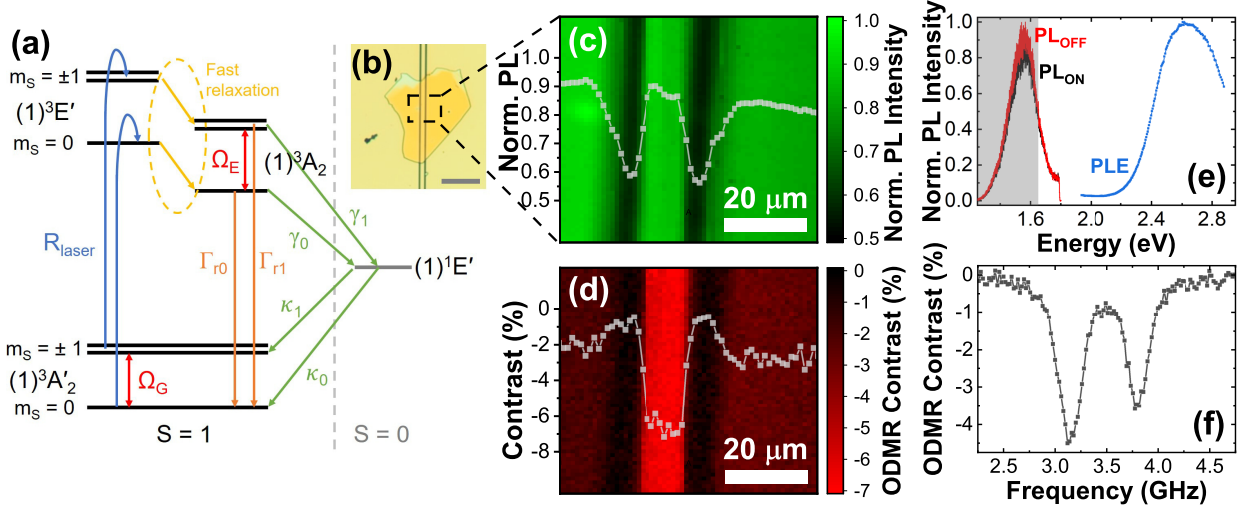 (a)
m_S = ±1
(1)³E′
m_S = 0
Fast
relaxation
Ω_E
(1)³A₂
R_laser
Γ_r0
Γ_r1
γ₀
γ₁
(1)¹E′
κ₁
κ₀
m_S = ± 1
(1)³A′₂
m_S = 0
Ω_G
S = 1
S = 0
(b)
(c)
Norm. PL
1.0
0.9
0.8
0.7
0.6
0.5
20 μm
1.0
0.9
0.8
0.7
0.6
0.5
Norm. PL Intensity
(d)
Contrast (%)
0
-2
-4
-6
-8
20 μm
0
-1
-2
-3
-4
-5
-6
-7
ODMR Contrast (%)
(e)
Norm. PL Intensity
1.0
0.8
0.6
0.4
0.2
0.0
PL_OFF
PL_ON
PLE
1.6
2.0
2.4
2.8
Energy (eV)
(f)
ODMR Contrast (%)
0
-1
-2
-3
-4
2.5
3.0
3.5
4.0
4.5
Frequency (GHz)